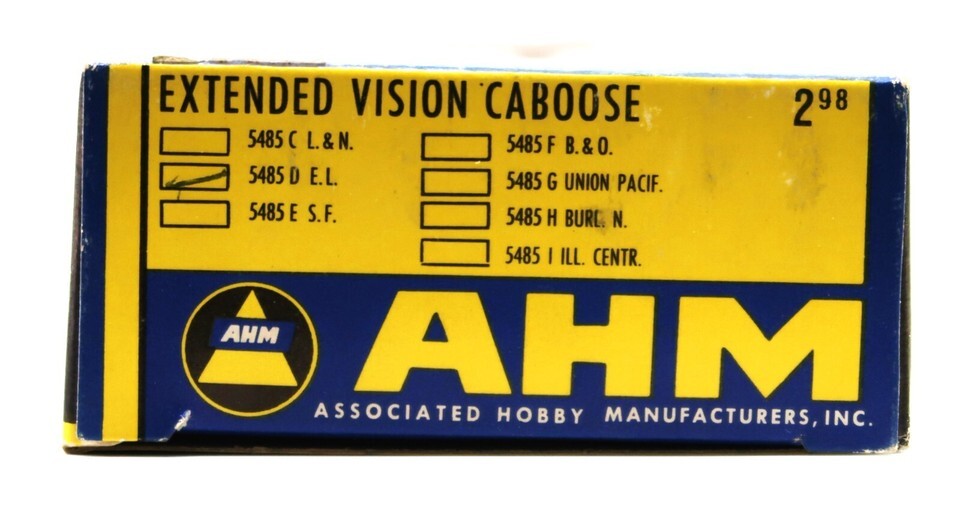 EXTENDED VISION CABOOSE 2 98
5485 C L.& N.
5485 D E.L.
5485 E S.F.
5485 F B.& O.
5485 G UNION PACIF.
5485 H BURL. N.
5485 I ILL. CENTR.
AHM
AHM
ASSOCIATED HOBBY MANUFACTURERS, INC.